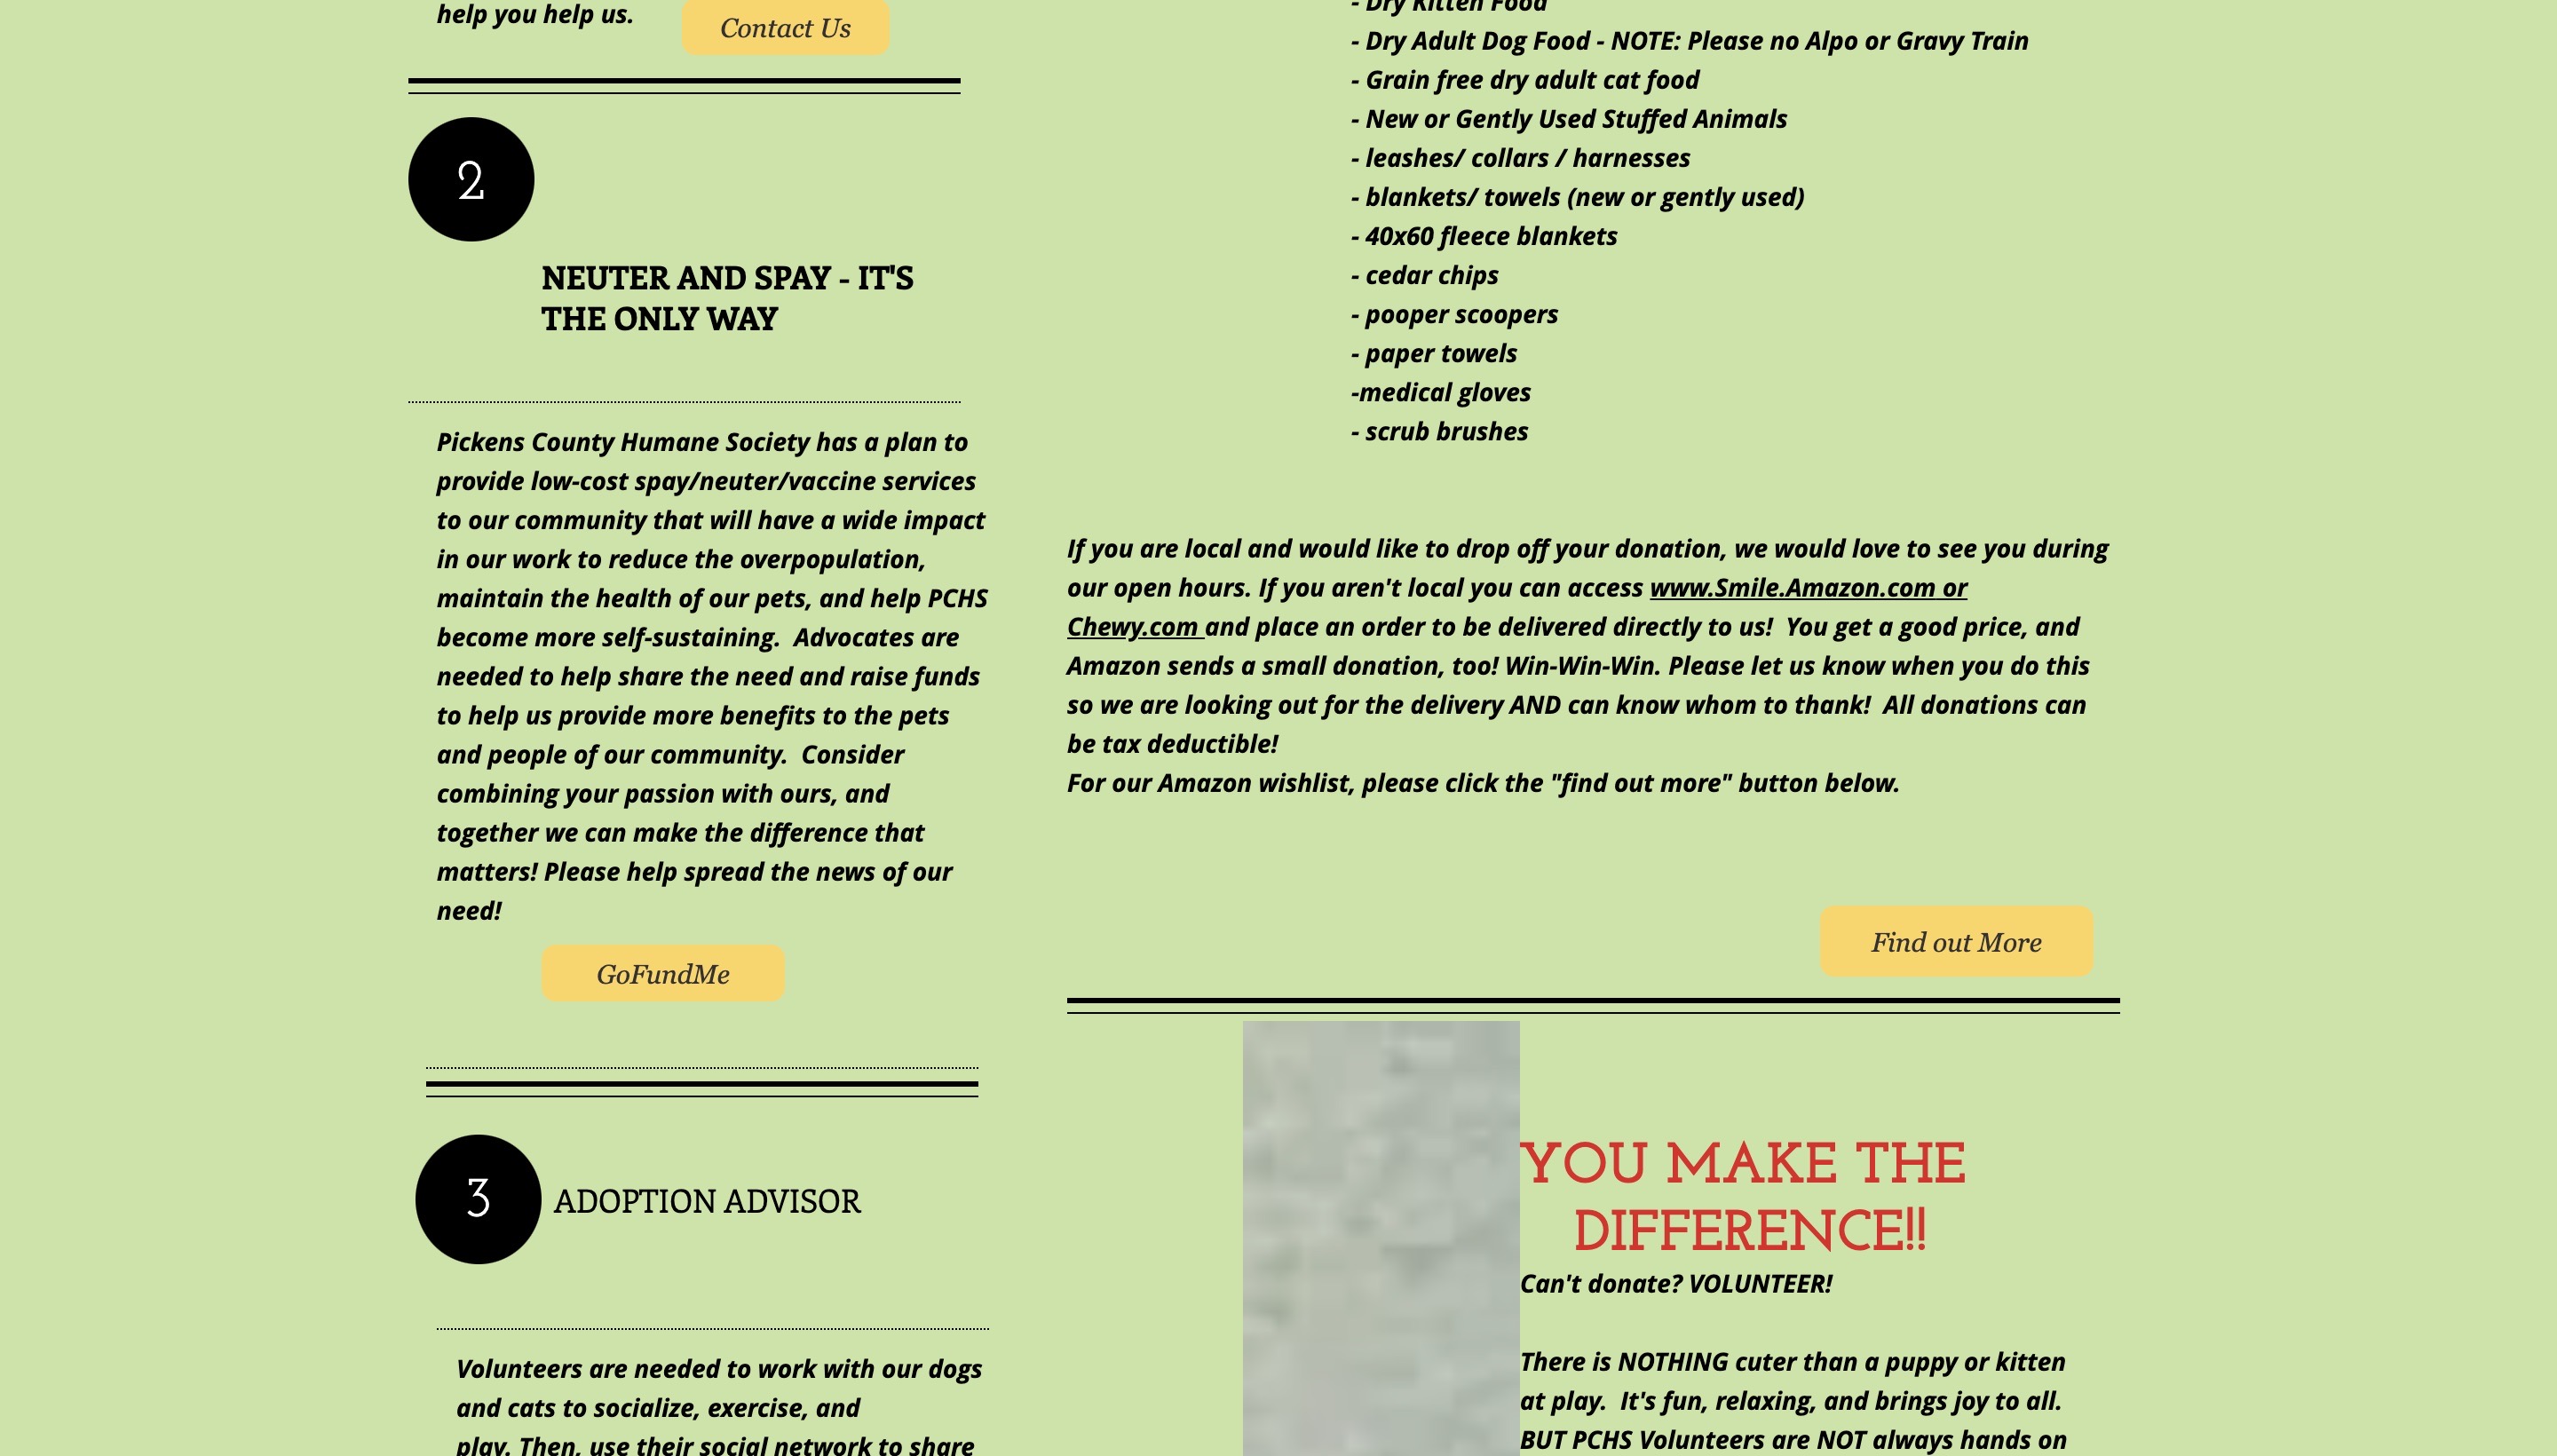 help you help us.
Contact Us
2
NEUTER AND SPAY - IT'S
THE ONLY WAY
Pickens County Humane Society has a plan to
provide low-cost spay/neuter/vaccine services
to our community that will have a wide impact
in our work to reduce the overpopulation,
maintain the health of our pets, and help PCHS
become more self-sustaining.  Advocates are
needed to help share the need and raise funds
to help us provide more benefits to the pets
and people of our community.  Consider
combining your passion with ours, and
together we can make the difference that
matters! Please help spread the news of our
need!
GoFundMe
3
ADOPTION ADVISOR
Volunteers are needed to work with our dogs
and cats to socialize, exercise, and
play. Then, use their social network to share
- Dry Kitten Food
- Dry Adult Dog Food - NOTE: Please no Alpo or Gravy Train
- Grain free dry adult cat food
- New or Gently Used Stuffed Animals
- leashes/ collars / harnesses
- blankets/ towels (new or gently used)
- 40x60 fleece blankets
- cedar chips
- pooper scoopers
- paper towels
-medical gloves
- scrub brushes
If you are local and would like to drop off your donation, we would love to see you during
our open hours. If you aren't local you can access www.Smile.Amazon.com or
Chewy.com and place an order to be delivered directly to us!  You get a good price, and
Amazon sends a small donation, too! Win-Win-Win. Please let us know when you do this
so we are looking out for the delivery AND can know whom to thank!  All donations can
be tax deductible!
For our Amazon wishlist, please click the "find out more" button below.
Find out More
YOU MAKE THE
DIFFERENCE!!
Can't donate? VOLUNTEER!
There is NOTHING cuter than a puppy or kitten
at play.  It's fun, relaxing, and brings joy to all.
BUT PCHS Volunteers are NOT always hands on